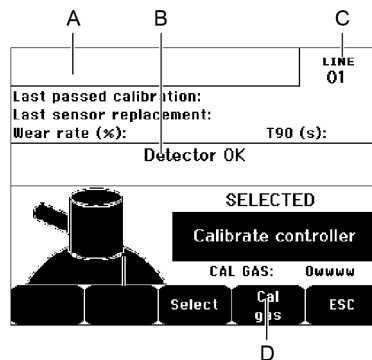 A B C
LINE
01
Last passed calibration:
Last sensor replacement:
Wear rate (%): T90 (s):
Detector OK
SELECTED
Calibrate controller
CAL GAS: 0wwww
Select Cal gas ESC
D